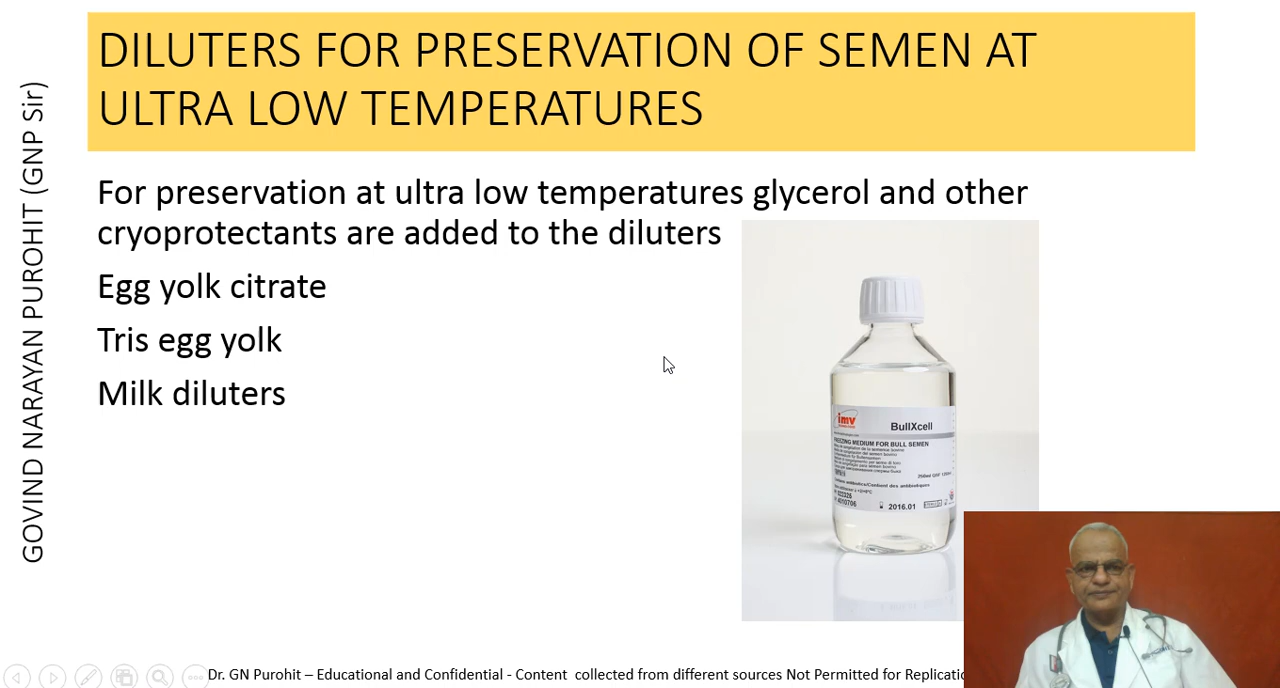 DILUTERS FOR PRESERVATION OF SEMEN AT
ULTRA LOW TEMPERATURES
GOVIND NARAYAN PUROHIT (GNP Sir)
For preservation at ultra low temperatures glycerol and other
cryoprotectants are added to the diluters
Egg yolk citrate
Tris egg yolk
Milk diluters
imv
BullXcell
FREEZING MEDIUM FOR BULL SEMEN
2016.01
Dr. GN Purohit – Educational and Confidential - Content collected from different sources Not Permitted for Replicatio